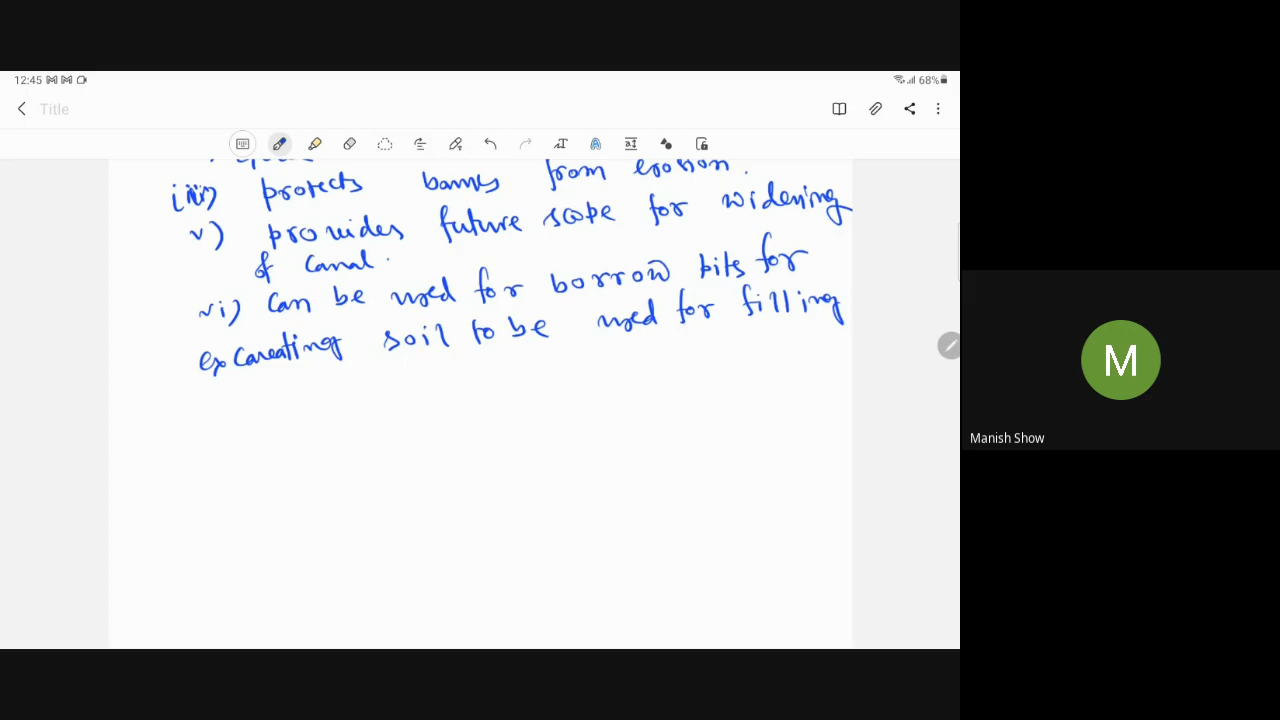 12:45
68%
Title
protects banks from erosion.
v) provides future scope for widening
of canal.
vi) can be used for borrow pits for
excavating soil to be used for filling
M
Manish Show